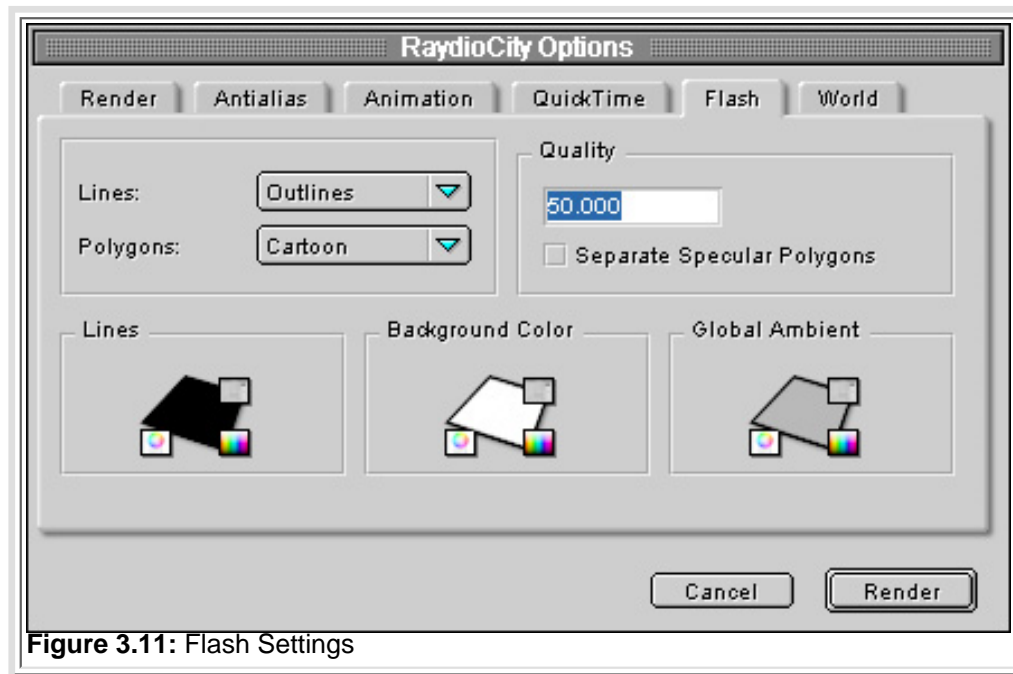 RaydioCity Options
Render Antialias Animation QuickTime Flash World
Lines: Outlines
Polygons: Cartoon
Quality
50.000
Separate Specular Polygons
Lines Background Color Global Ambient
Cancel Render
Figure 3.11: Flash Settings